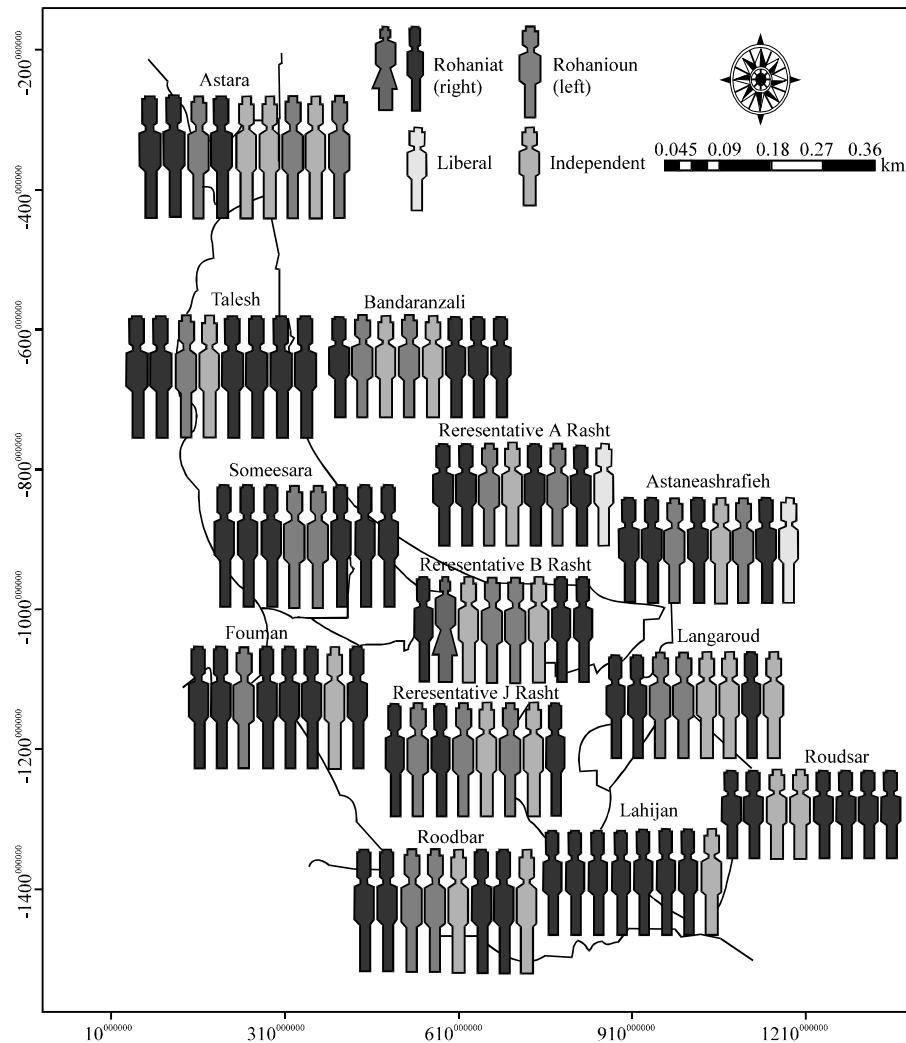 Astara
Rohaniat
(right)
Rohanioun
(left)
Liberal
Independent
0.045 0.09 0.18 0.27 0.36
km
Talesh
Bandaranzali
Reresentative A Rasht
Someesara
Astaneashrafieh
Reresentative B Rasht
Fouman
Langaroud
Reresentative J Rasht
Roudsar
Lahijan
Roodbar
-200000000
-400000000
-600000000
-800000000
-1000000000
-1200000000
-1400000000
10000000 310000000 610000000 910000000 1210000000